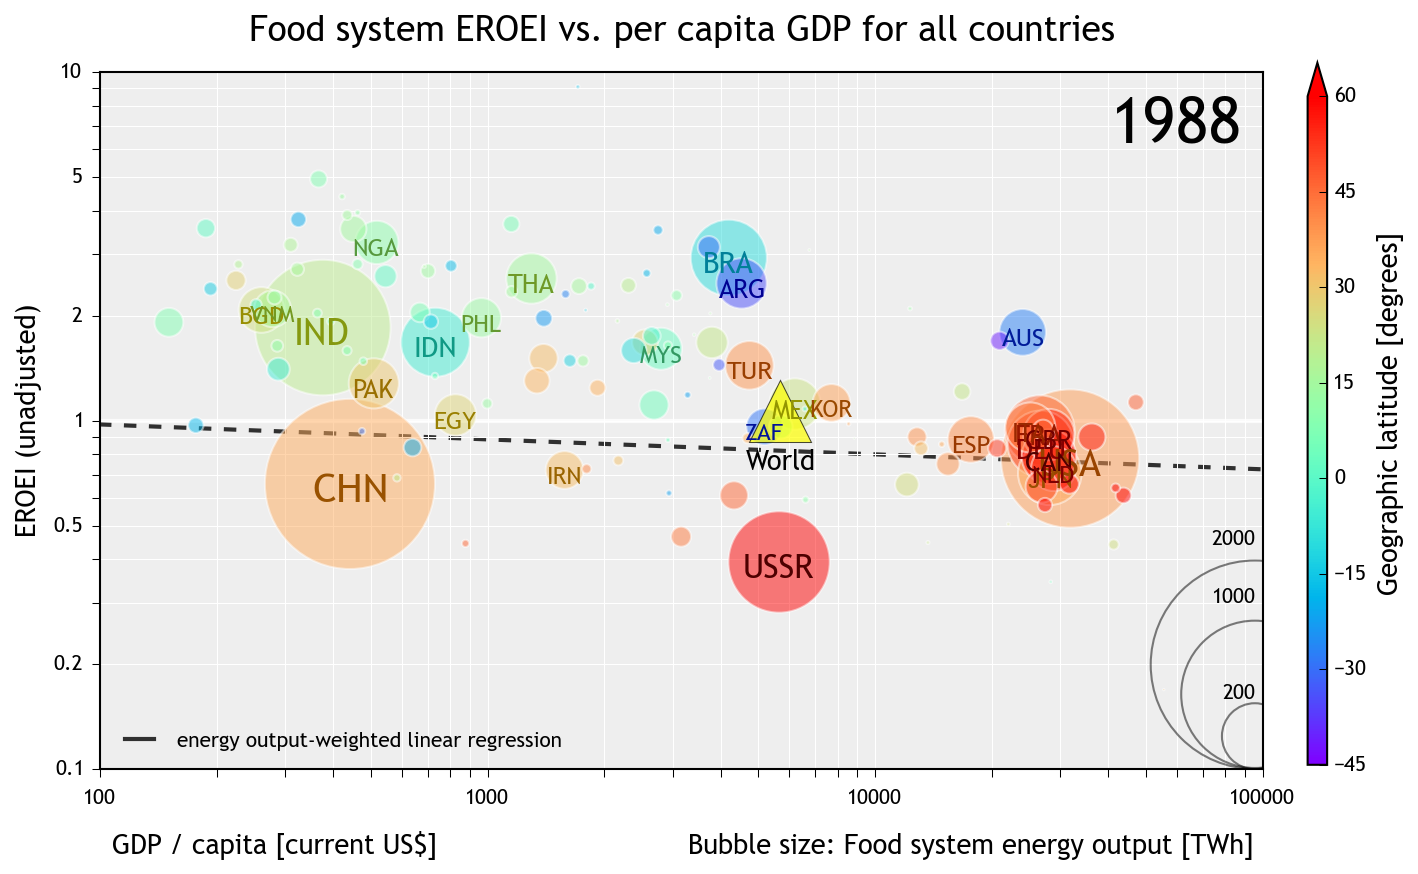 Food system EROEI vs. per capita GDP for all countries
1988
10
5
2
1
0.5
0.2
0.1
EROEI (unadjusted)
NGA
THA
BRA
ARG
BGD
VNM
IND
IDN
PHL
MYS
AUS
PAK
TUR
EGY
MEX
KOR
ZAF
World
ESP
IRN
CHN
USSR
GBR
CAN
NLD
2000
1000
200
energy output-weighted linear regression
100
1000
10000
100000
GDP / capita [current US$]
Bubble size: Food system energy output [TWh]
60
45
30
15
0
−15
−30
−45
Geographic latitude [degrees]